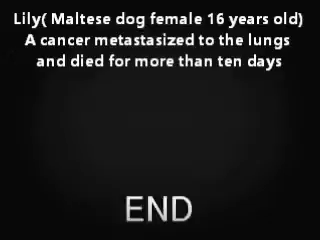 Lily( Maltese dog female 16 years old)
A cancer metastasized to the lungs
and died for more than ten days
END